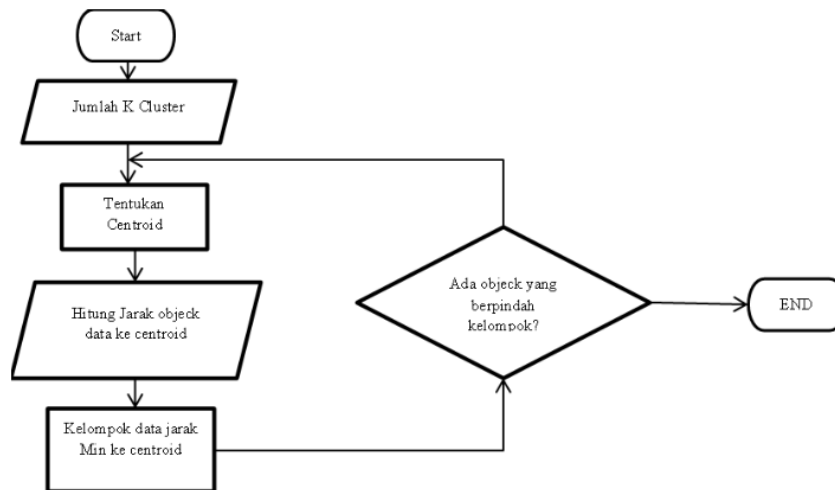 Start
Jumlah K Cluster
Tentukan
Centroid
Hitung Jarak objeck
data ke centroid
Kelompok data jarak
Min ke centroid
Ada objeck yang
berpindah
kelompok?
END